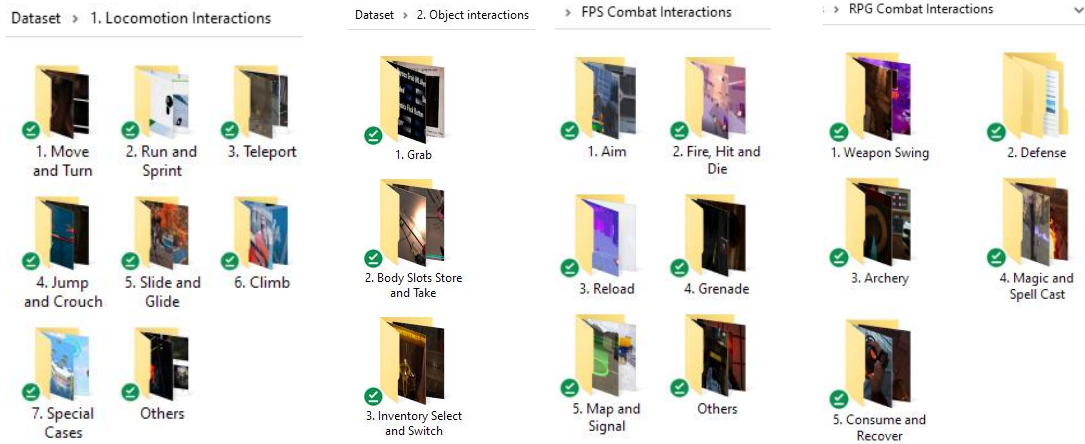 Dataset > 1. Locomotion Interactions
1. Move
and Turn
2. Run and
Sprint
3. Teleport
4. Jump
and Crouch
5. Slide and
Glide
6. Climb
7. Special
Cases
Others
Dataset > 2. Object interactions
1. Grab
2. Body Slots Store
and Take
3. Inventory Select
and Switch
> FPS Combat Interactions
1. Aim
2. Fire, Hit and
Die
3. Reload
4. Grenade
5. Map and
Signal
Others
> RPG Combat Interactions
1. Weapon Swing
2. Defense
3. Archery
4. Magic and
Spell Cast
5. Consume and
Recover